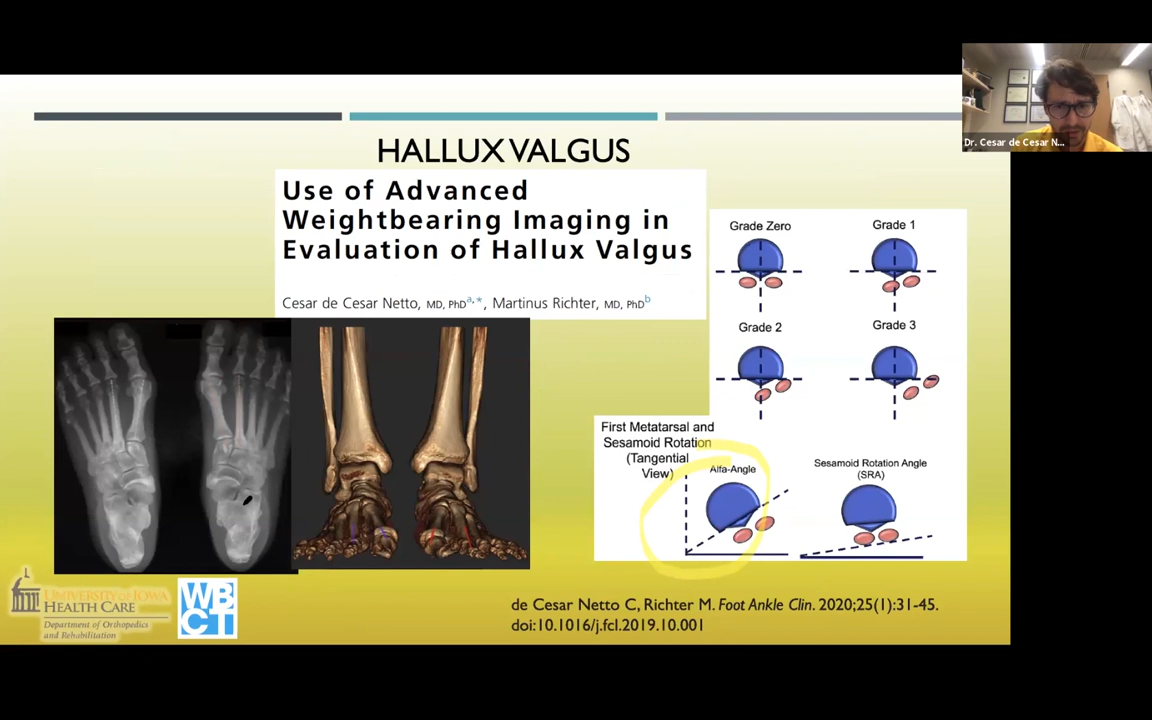 Dr. Cesar de Cesar N...
HALLUX VALGUS
Use of Advanced
Weightbearing Imaging in
Evaluation of Hallux Valgus
Cesar de Cesar Netto, MD, PhDa,*, Martinus Richter, MD, PhDb
Grade Zero
Grade 1
Grade 2
Grade 3
First Metatarsal and
Sesamoid Rotation
(Tangential
View)
Alfa-Angle
Sesamoid Rotation Angle
(SRA)
UNIVERSITY OF IOWA
HEALTH CARE
Department of Orthopedics
and Rehabilitation
WB
CT
de Cesar Netto C, Richter M. Foot Ankle Clin. 2020;25(1):31-45.
doi:10.1016/j.fcl.2019.10.001